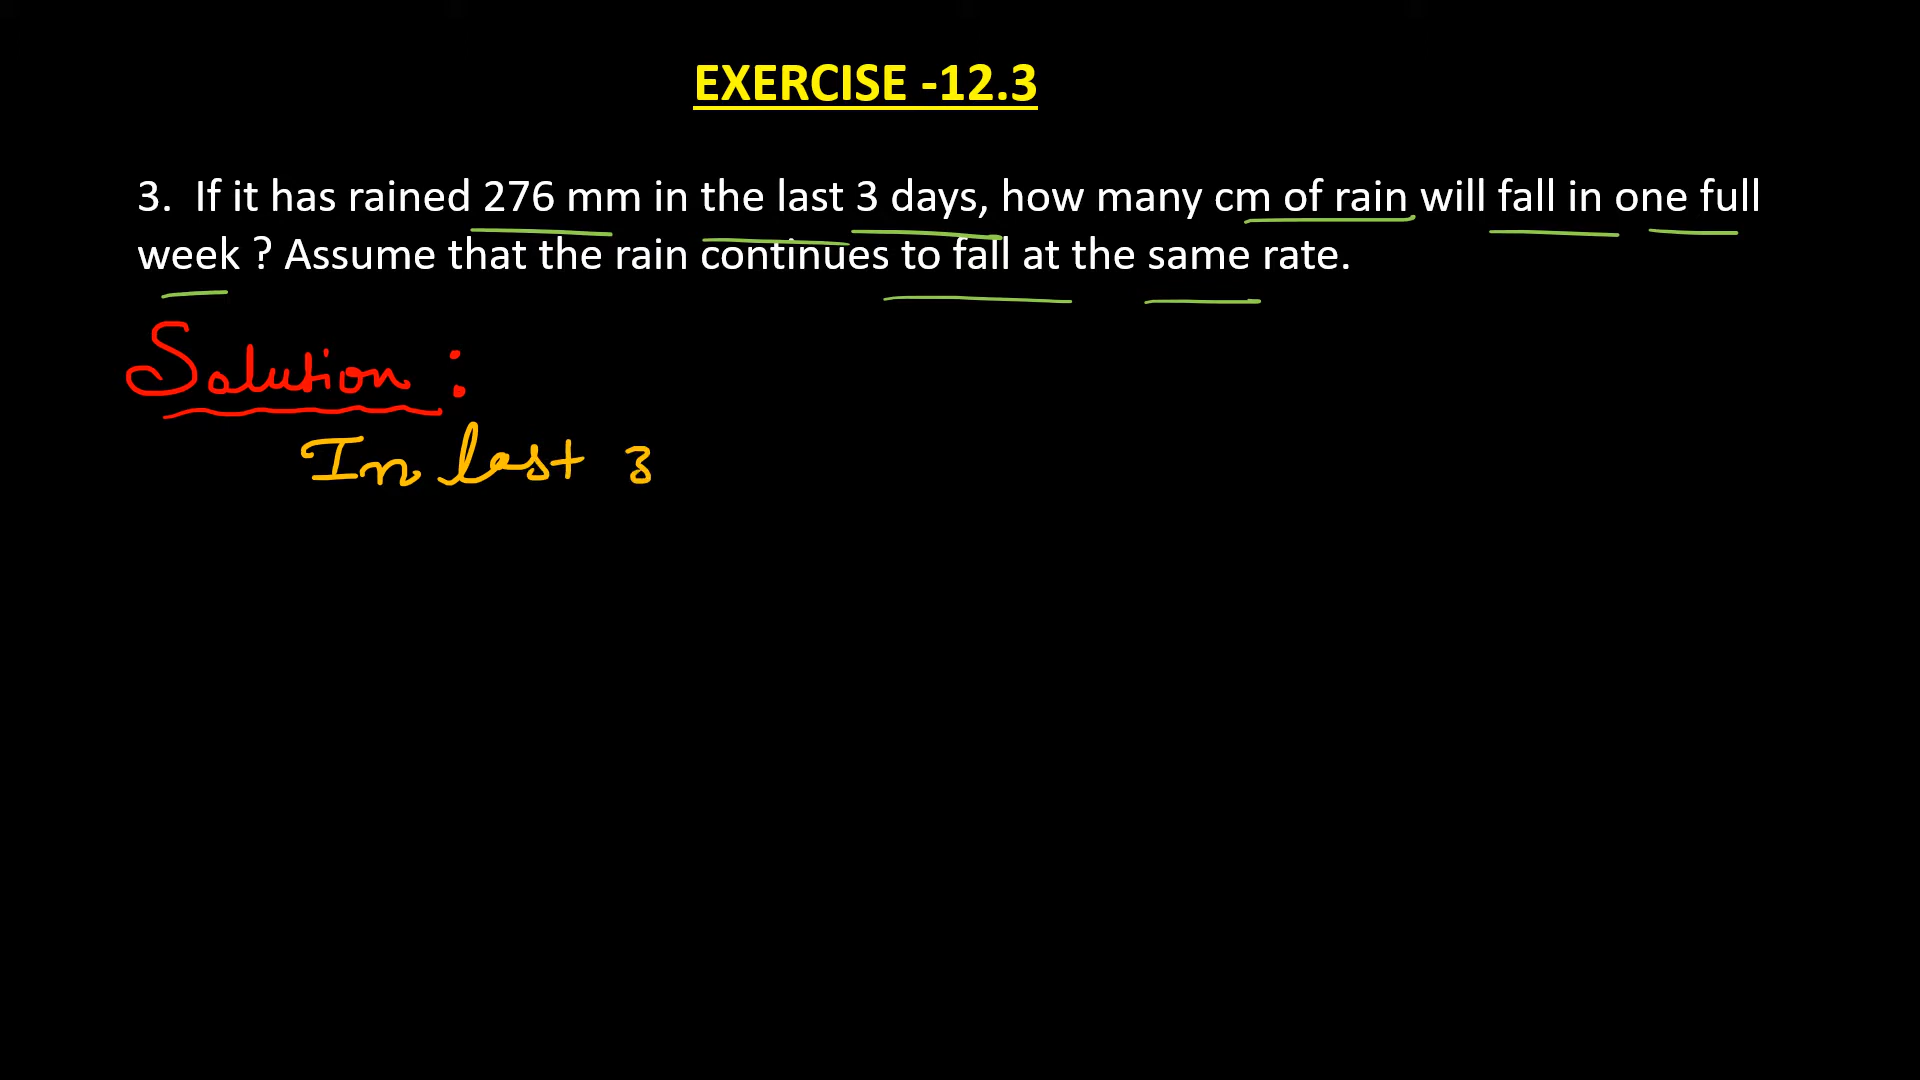 EXERCISE -12.3
3. If it has rained 276 mm in the last 3 days, how many cm of rain will fall in one full
week ? Assume that the rain continues to fall at the same rate.
Solution :
In last 3